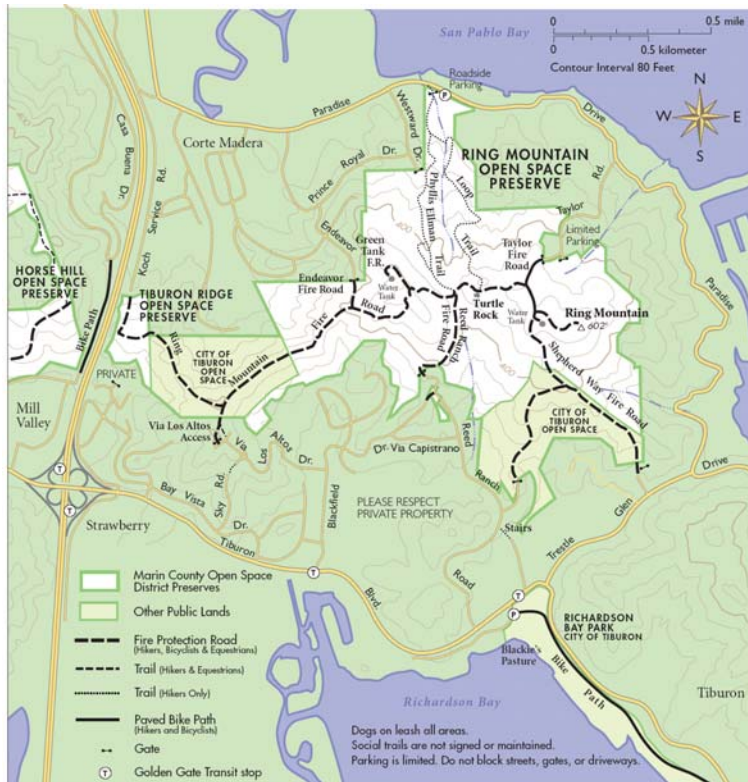 San Pablo Bay
0
0.5 mile
0
0.5 kilometer
Contour Interval 80 Feet
N
W
E
S
Roadside
Parking
P
Paradise
Drive
Casa
Buena
Dr.
Corte Madera
Westward
Dr.
RING MOUNTAIN
OPEN SPACE
PRESERVE
Koch
Service
Rd.
Prince
Royal
Dr.
Phyllis Ellman
Trail
Loop
Trail
400
Taylor
Rd.
Endeavor
Green
Tank
F.R.
Taylor
Fire
Road
Limited
Parking
HORSE HILL
OPEN SPACE
PRESERVE
Endeavor
Fire Road
Water
Tank
Turtle
Rock
Paradise
TIBURON RIDGE
OPEN SPACE
PRESERVE
Road
Fire
Mountain
Ring
Reed Ranch
Fire Road
Water
Tank
Ring Mountain
602'
Bike Path
CITY OF
TIBURON
OPEN
SPACE
400
Shepherd Way Fire Road
PRIVATE
Mill
Valley
CITY OF
TIBURON
OPEN SPACE
Via Los Altos
Access
Via
Los
Altos
Dr.
Dr.
Via Capistrano
Reed
Ranch
Road
Drive
T
Bay
Vista
Dr.
Sky
Rd.
Blackfield
PLEASE RESPECT
PRIVATE PROPERTY
Glen
T
Strawberry
Stairs
Trestle
Tiburon
Blvd.
T
T
P
RICHARDSON
BAY PARK
CITY OF TIBURON
Blackie's
Pasture
Bike
Path
Tiburon
Richardson Bay
Marin County Open Space
District Preserves
Other Public Lands
Fire Protection Road
(Hikers, Bicyclists & Equestrians)
Trail (Hikers & Equestrians)
Trail (Hikers Only)
Paved Bike Path
(Hikers and Bicyclists)
Gate
T Golden Gate Transit stop
Dogs on leash all areas.
Social trails are not signed or maintained.
Parking is limited. Do not block streets, gates, or driveways.